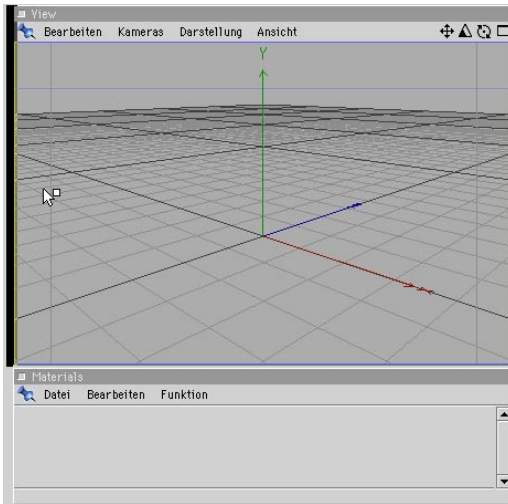 View
Bearbeiten Kameras Darstellung Ansicht
Y
Materials
Datei Bearbeiten Funktion